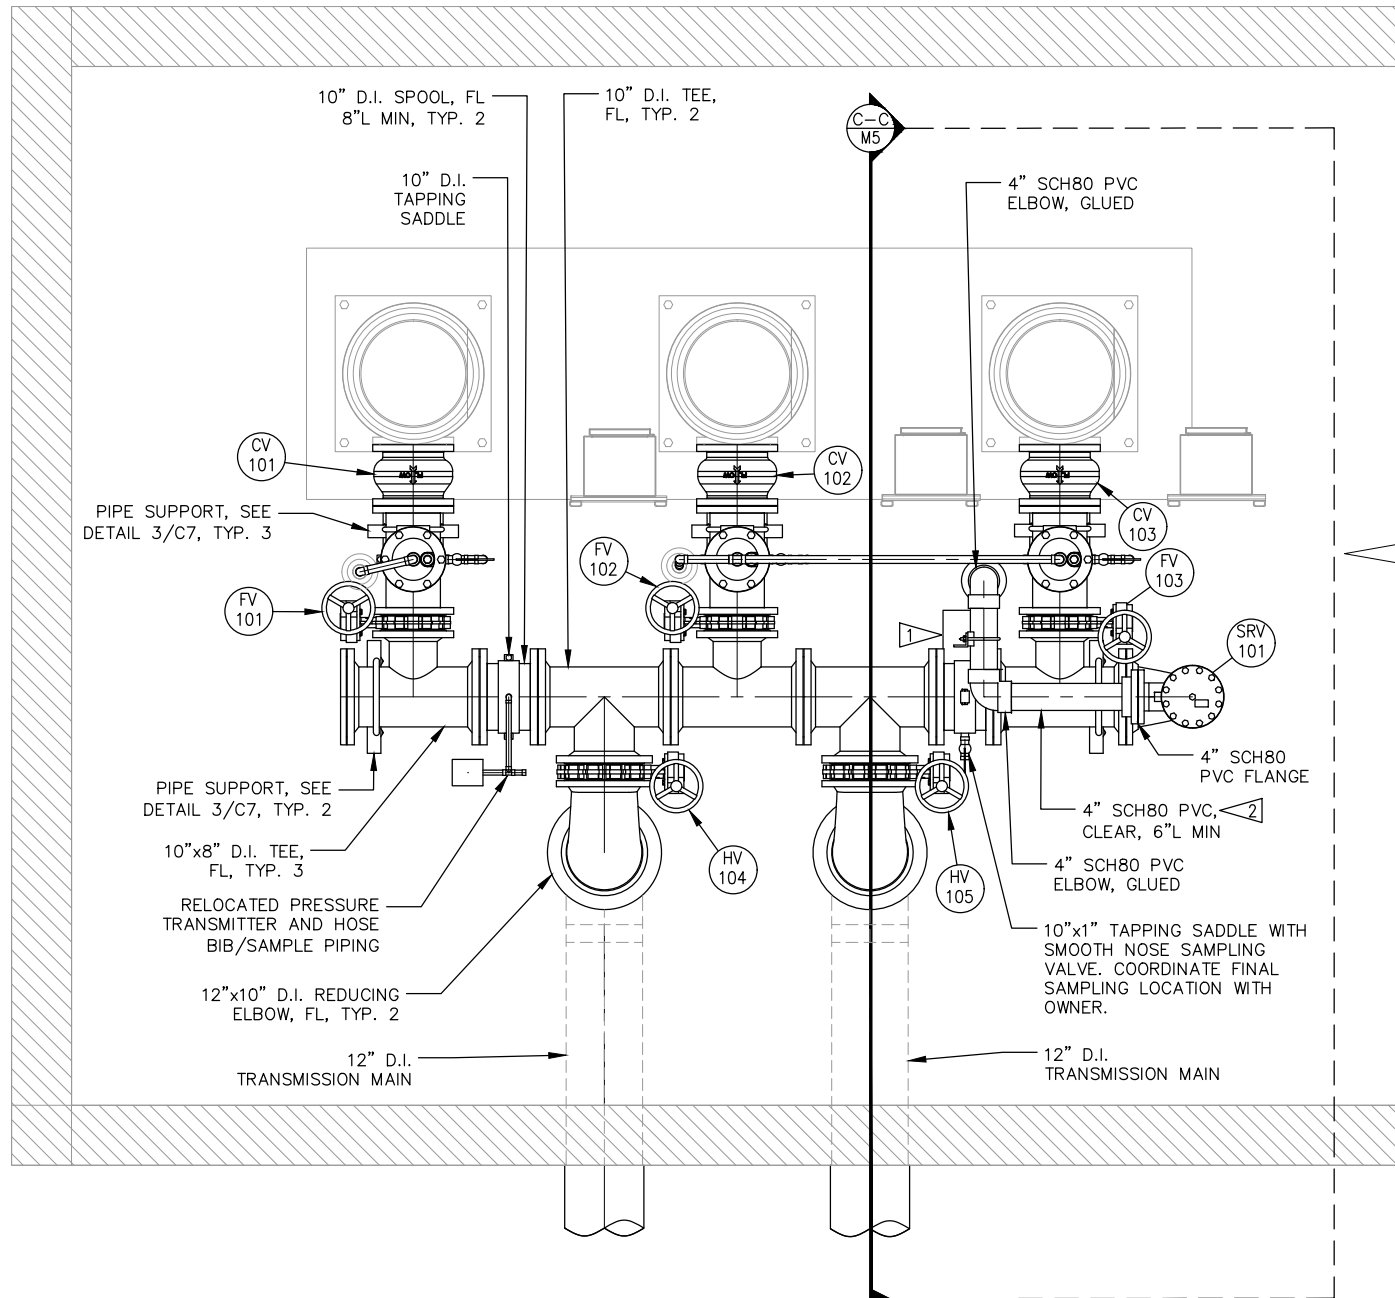 10" D.I. SPOOL, FL
8"L MIN, TYP. 2
10" D.I. TEE,
FL, TYP. 2
C-C
M5
10" D.I.
TAPPING
SADDLE
4" SCH80 PVC
ELBOW, GLUED
CV
101
CV
102
CV
103
FLOW
FLOW
FLOW
PIPE SUPPORT, SEE
DETAIL 3/C7, TYP. 3
FV
101
FV
102
FV
103
1
SRV
101
PIPE SUPPORT, SEE
DETAIL 3/C7, TYP. 2
10"x8" D.I. TEE,
FL, TYP. 3
RELOCATED PRESSURE
TRANSMITTER AND HOSE
BIB/SAMPLE PIPING
12"x10" D.I. REDUCING
ELBOW, FL, TYP. 2
12" D.I.
TRANSMISSION MAIN
HV
104
HV
105
4" SCH80
PVC FLANGE
4" SCH80 PVC,
CLEAR, 6"L MIN
2
4" SCH80 PVC
ELBOW, GLUED
10"x1" TAPPING SADDLE WITH
SMOOTH NOSE SAMPLING
VALVE. COORDINATE FINAL
SAMPLING LOCATION WITH
OWNER.
12" D.I.
TRANSMISSION MAIN